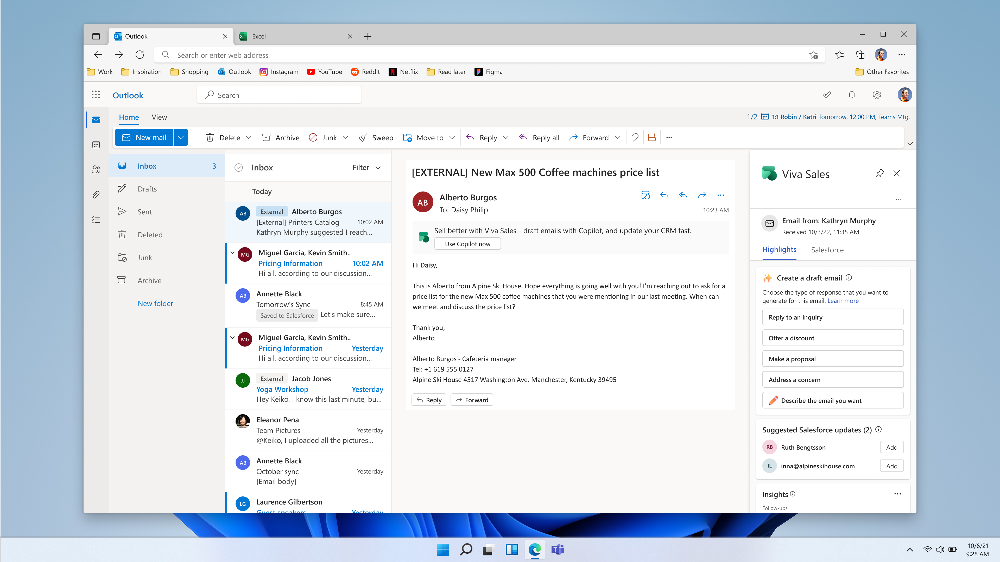 Outlook
Excel
Search or enter web address
Work
Inspiration
Shopping
Outlook
Instagram
YouTube
Reddit
Netflix
Read later
Figma
Other Favorites
Outlook
Search
Home
View
1/2
1:1 Robin / Katri Tomorrow, 12:00 PM, Teams Mtg.
New mail
Delete
Archive
Junk
Sweep
Move to
Reply
Reply all
Forward
Inbox 3
Drafts
Sent
Deleted
Junk
Archive
New folder
Inbox
Filter
Today
AB
External Alberto Burgos
[External] Printers Catalog 10:02 AM
Kathryn Murphy suggested I reach...
MG
Miguel Garcia, Kevin Smith..
Pricing Information 10:02 AM
Hi all, according to our discussion...
AB
Annette Black
Tomorrow’s Sync 8:45 AM
Saved to Salesforce Let’s make sure...
MG
Miguel Garcia, Kevin Smith..
Pricing Information Yesterday
Hi all, according to our discussion...
JJ
External Jacob Jones
Yoga Workshop Yesterday
Hey Keiko, I know this last minute, bu...
Eleanor Pena
Team Pictures Yesterday
@Keiko, I uploaded all the pictures...
AB
Annette Black
October sync Yesterday
[Email body]
LG
Laurence Gilbertson
Guest speakers Yesterday
[EXTERNAL] New Max 500 Coffee machines price list
AB
Alberto Burgos
To: Daisy Philip
10:23 AM
Sell better with Viva Sales - draft emails with Copilot, and update your CRM fast.
Use Copilot now
Hi Daisy,
This is Alberto from Alpine Ski House. Hope everything is going well with you! I’m reaching out to ask for a
price list for the new Max 500 coffee machines that you were mentioning in our last meeting. When can
we meet and discuss the price list?
Thank you,
Alberto
Alberto Burgos - Cafeteria manager
Tel: +1 619 555 0127
Alpine Ski House 4517 Washington Ave. Manchester, Kentucky 39495
Reply
Forward
Viva Sales
Email from: Kathryn Murphy
Received 10/3/22, 11:35 AM
Highlights
Salesforce
Create a draft email
Choose the type of response that you want to
generate for this email. Learn more
Reply to an inquiry
Offer a discount
Make a proposal
Address a concern
Describe the email you want
Suggested Salesforce updates (2)
RB
Ruth Bengtsson
Add
IL
inna@alpineskihouse.com
Add
Insights
Follow-ups
10/6/21
9:28 AM